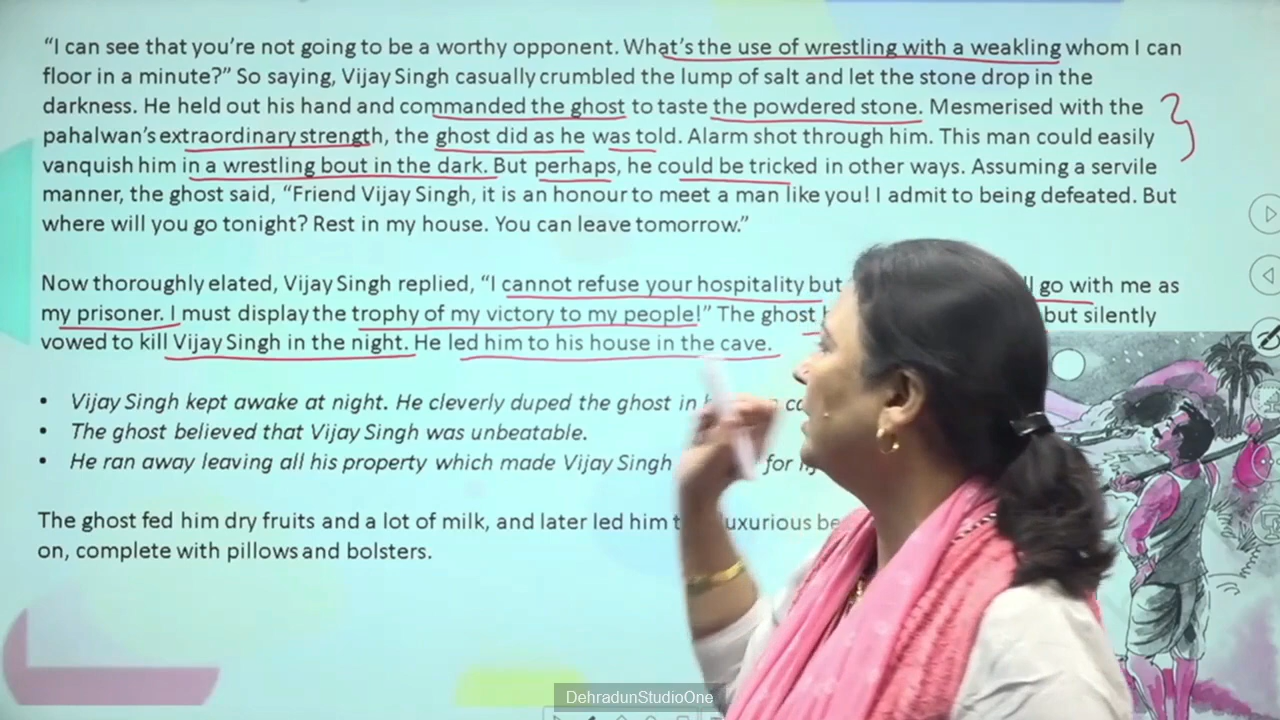 “I can see that you’re not going to be a worthy opponent. What’s the use of wrestling with a weakling whom I can
floor in a minute?” So saying, Vijay Singh casually crumbled the lump of salt and let the stone drop in the
darkness. He held out his hand and commanded the ghost to taste the powdered stone. Mesmerised with the
pahalwan’s extraordinary strength, the ghost did as he was told. Alarm shot through him. This man could easily
vanquish him in a wrestling bout in the dark. But perhaps, he could be tricked in other ways. Assuming a servile
manner, the ghost said, “Friend Vijay Singh, it is an honour to meet a man like you! I admit to being defeated. But
where will you go tonight? Rest in my house. You can leave tomorrow.”
Now thoroughly elated, Vijay Singh replied, “I cannot refuse your hospitality but go with me as
my prisoner. I must display the trophy of my victory to my people!” The ghost but silently
vowed to kill Vijay Singh in the night. He led him to his house in the cave.
• Vijay Singh kept awake at night. He cleverly duped the ghost in
• The ghost believed that Vijay Singh was unbeatable.
• He ran away leaving all his property which made Vijay Singh for
The ghost fed him dry fruits and a lot of milk, and later led him
on, complete with pillows and bolsters.
DehradunStudioOne